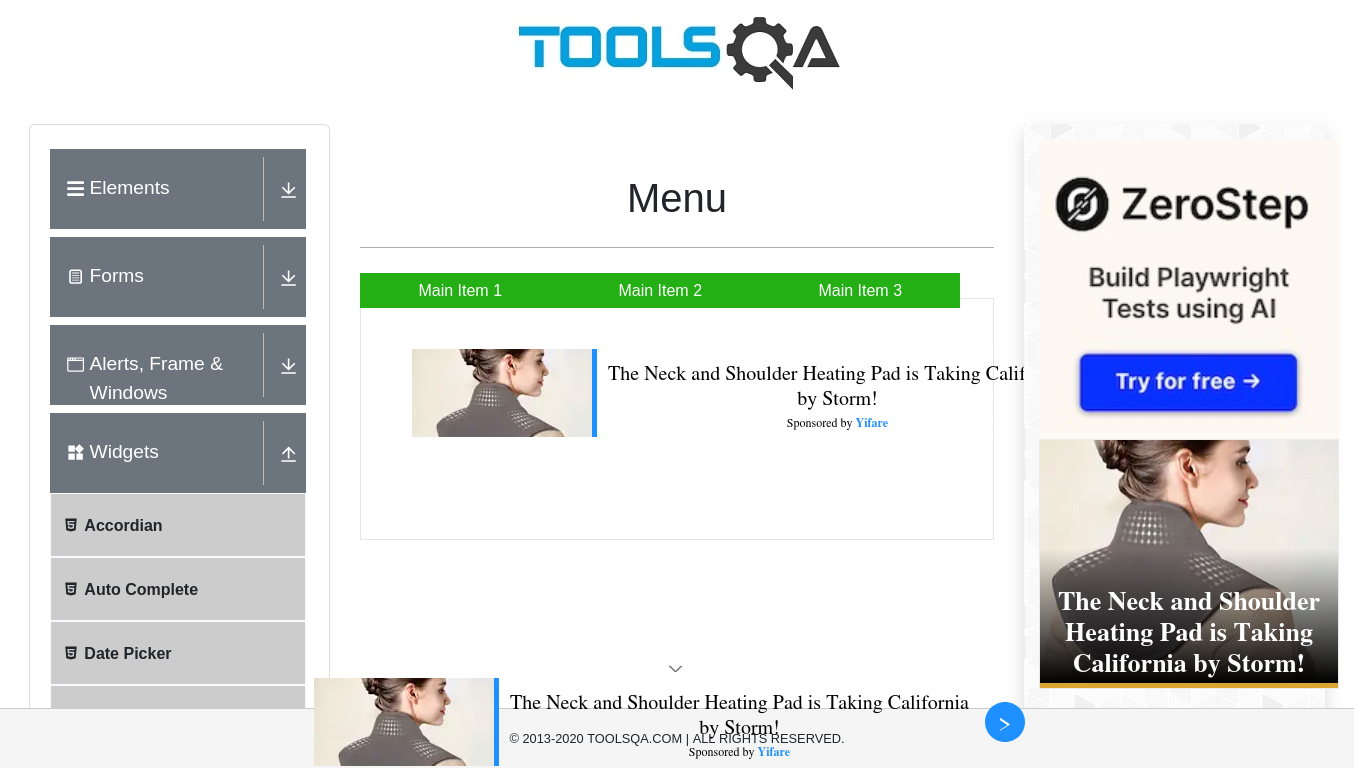 TOOLSQA
Elements
Forms
Alerts, Frame &
Windows
Widgets
Accordian
Auto Complete
Date Picker
Menu
Main Item 1
Main Item 2
Main Item 3
The Neck and Shoulder Heating Pad is Taking Calif
by Storm!
Sponsored by Yifare
ZeroStep
Build Playwright
Tests using AI
Try for free →
The Neck and Shoulder
Heating Pad is Taking
California by Storm!
The Neck and Shoulder Heating Pad is Taking California
by Storm!
© 2013-2020 TOOLSQA.COM | ALL RIGHTS RESERVED.
Sponsored by Yifare